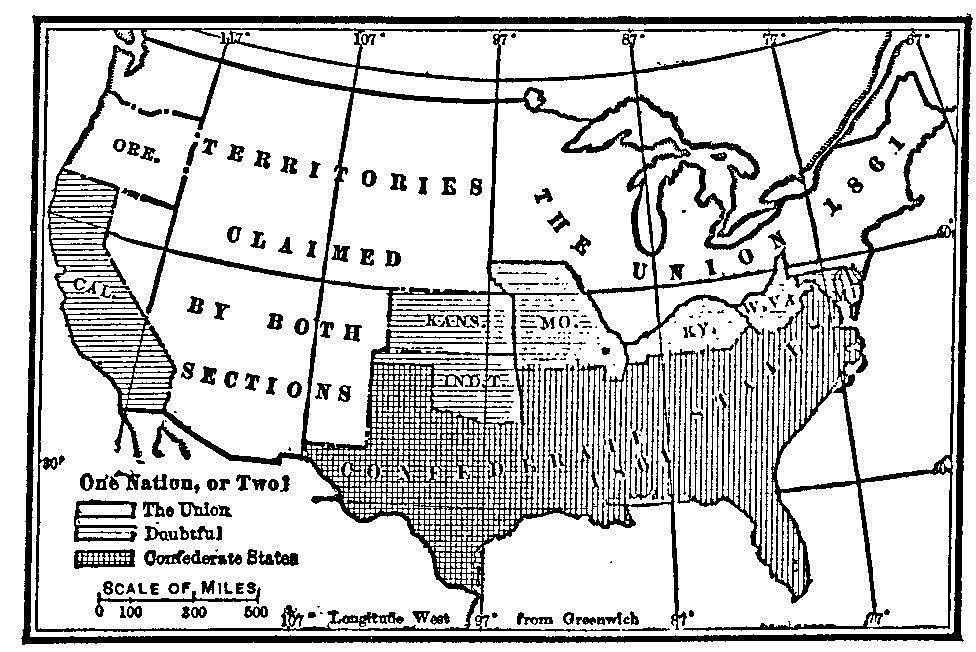 117° 107° 97° 87° 77° 67°
ORE.
TERRITORIES
CLAIMED
BY BOTH
SECTIONS
THE UNION 1861
CAL.
KANS.
MO.
KY.
W.VA.
IND.T.
CONFEDERATE
30°
One Nation, or Two?
The Union
Doubtful
Confederate States
SCALE OF MILES
0 100 300 500
107° Longitude West 97° from Greenwich 87° 77°